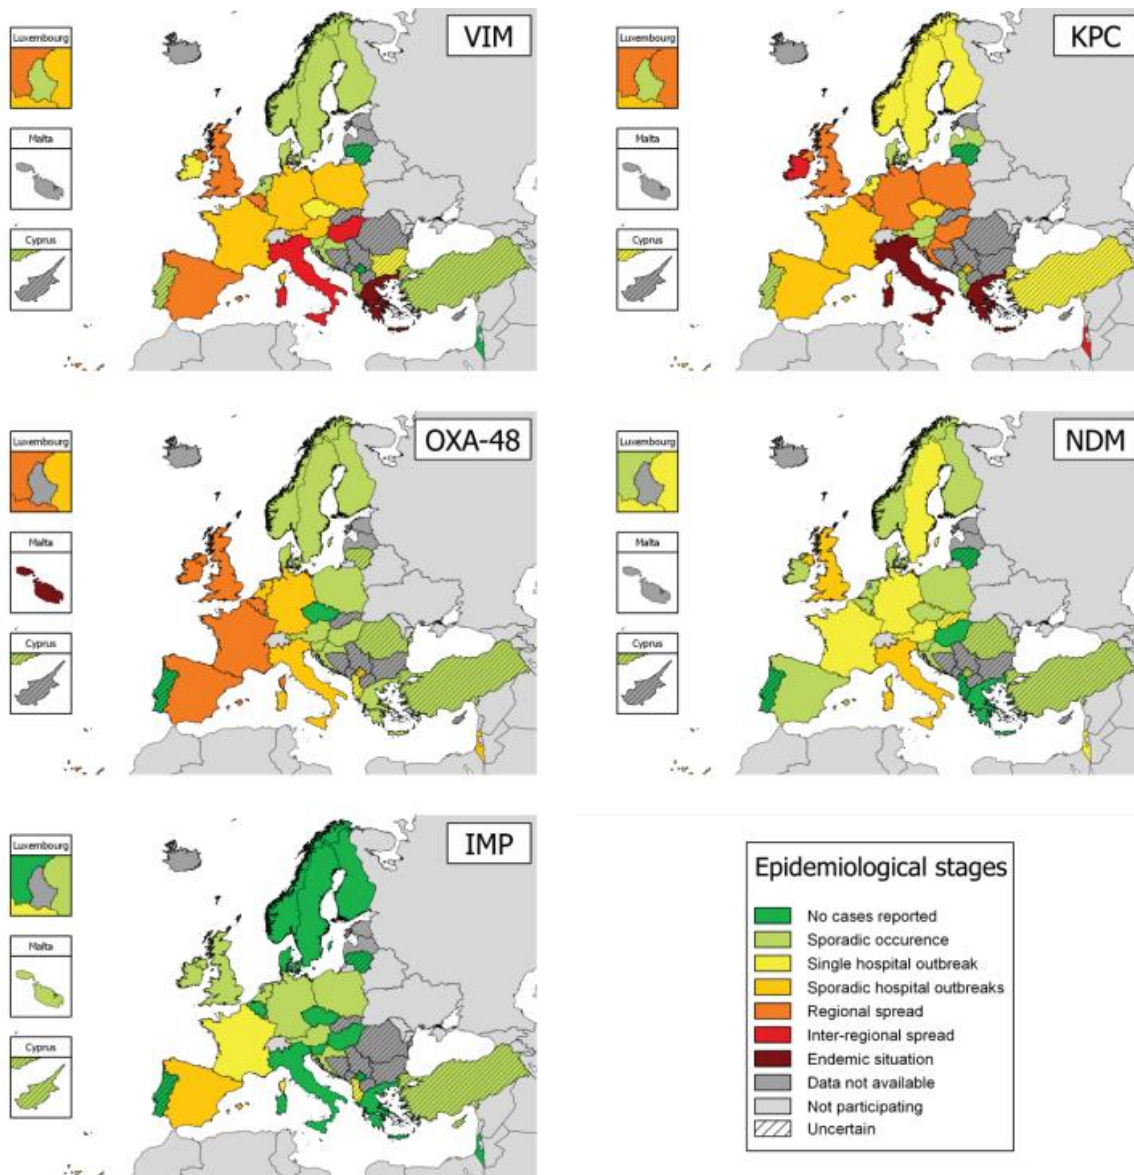 VIM
Luxembourg
Malta
Cyprus
KPC
Luxembourg
Malta
Cyprus
OXA-48
Luxembourg
Malta
Cyprus
NDM
Luxembourg
Malta
Cyprus
IMP
Luxembourg
Malta
Cyprus
Epidemiological stages
No cases reported
Sporadic occurence
Single hospital outbreak
Sporadic hospital outbreaks
Regional spread
Inter-regional spread
Endemic situation
Data not available
Not participating
Uncertain